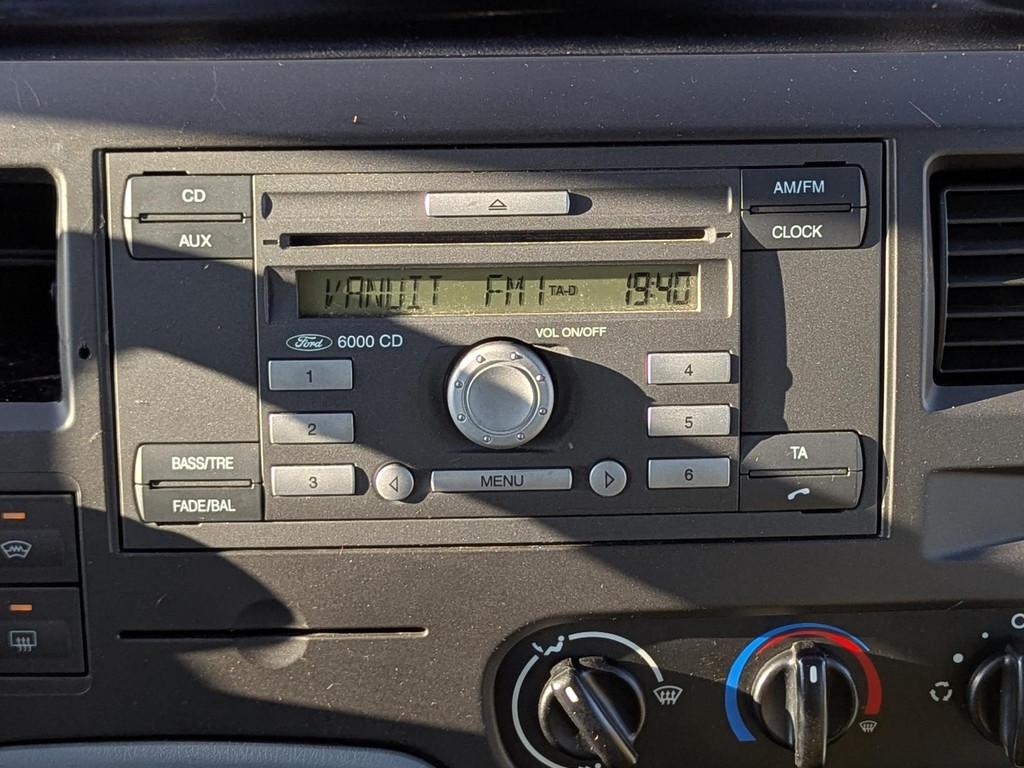 CD
AUX
AM/FM
CLOCK
VANUIT FM1 TA-D 19:40
Ford 6000 CD
VOL ON/OFF
1
4
2
5
3
MENU
6
BASS/TRE
FADE/BAL
TA